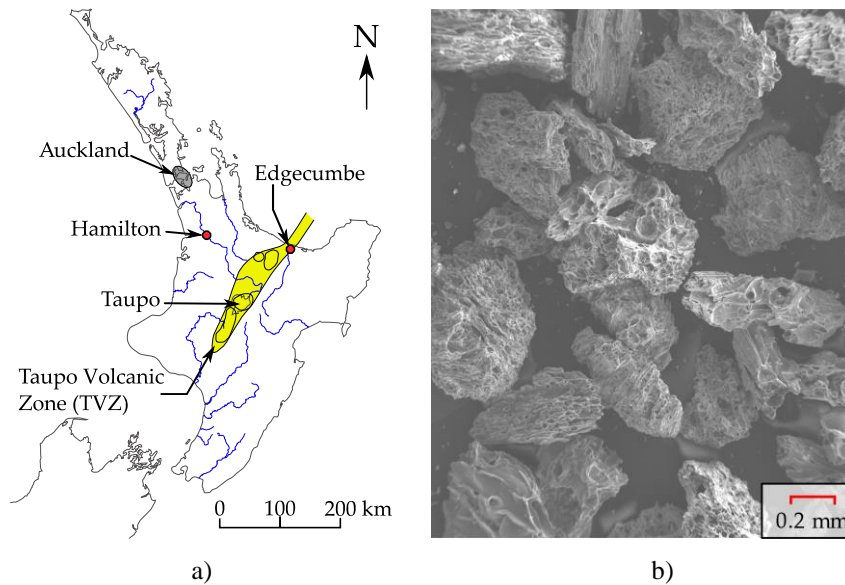 N
Auckland
Edgecumbe
Hamilton
Taupo
Taupo Volcanic
Zone (TVZ)
0 100 200 km
0.2 mm
a)
b)